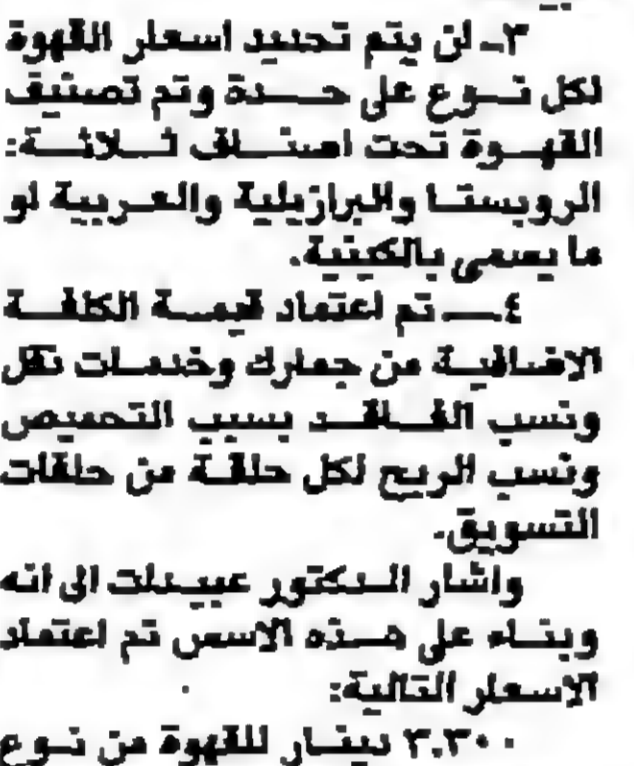 ٣ـ لن يتم تحديد اسعار القهوة
لكل نوع على حدة وتم تصنيف
القهوة تحت اصناف ثلاثة:
الروبستا والبرازيلية والعربية او
ما يسمى بالكينية.
٤ـ تم اعتماد قيمة الكلفة
الاضافية من جمارك وخدمات نقل
ونسب الفاقد بسبب التحميص
ونسب الربح لكل حلقة من حلقات
التسويق.
واشار الدكتور عبيدات الى انه
وبناء على هذه الاسس تم اعتماد
الاسعار التالية:
٣,٣٠٠ دينار للقهوة من نوع